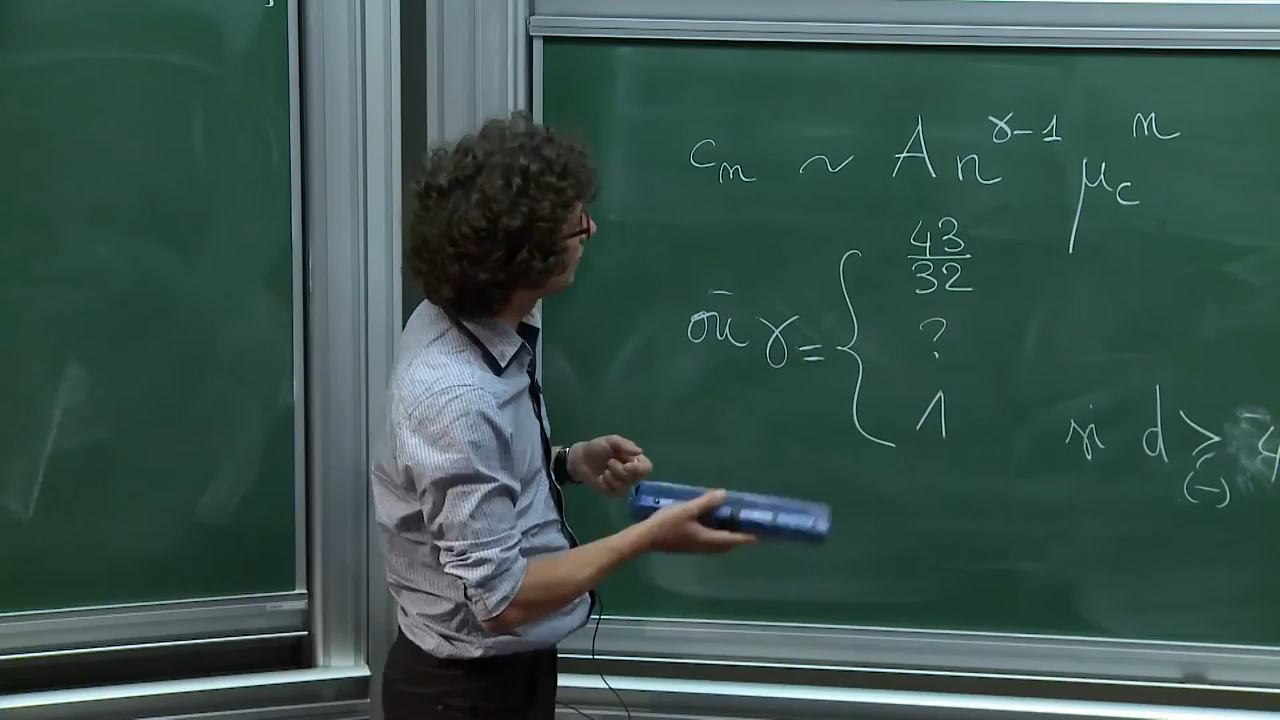 c_n ~ A n^{γ-1} μ_c^n
où γ = { 43/32
?
1 si d ≥ 4
(-)